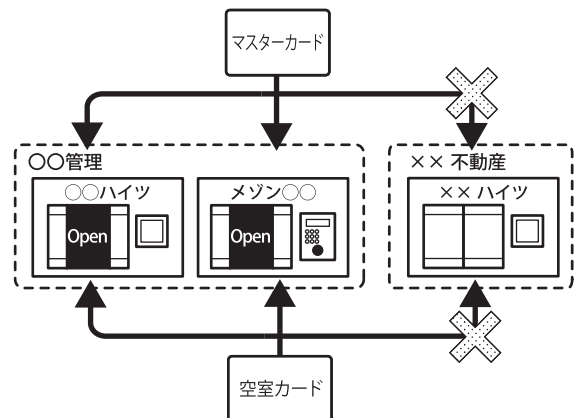 マスターカード
○○管理
×× 不動産
○○ハイツ
メゾン○○
×× ハイツ
Open
Open
空室カード